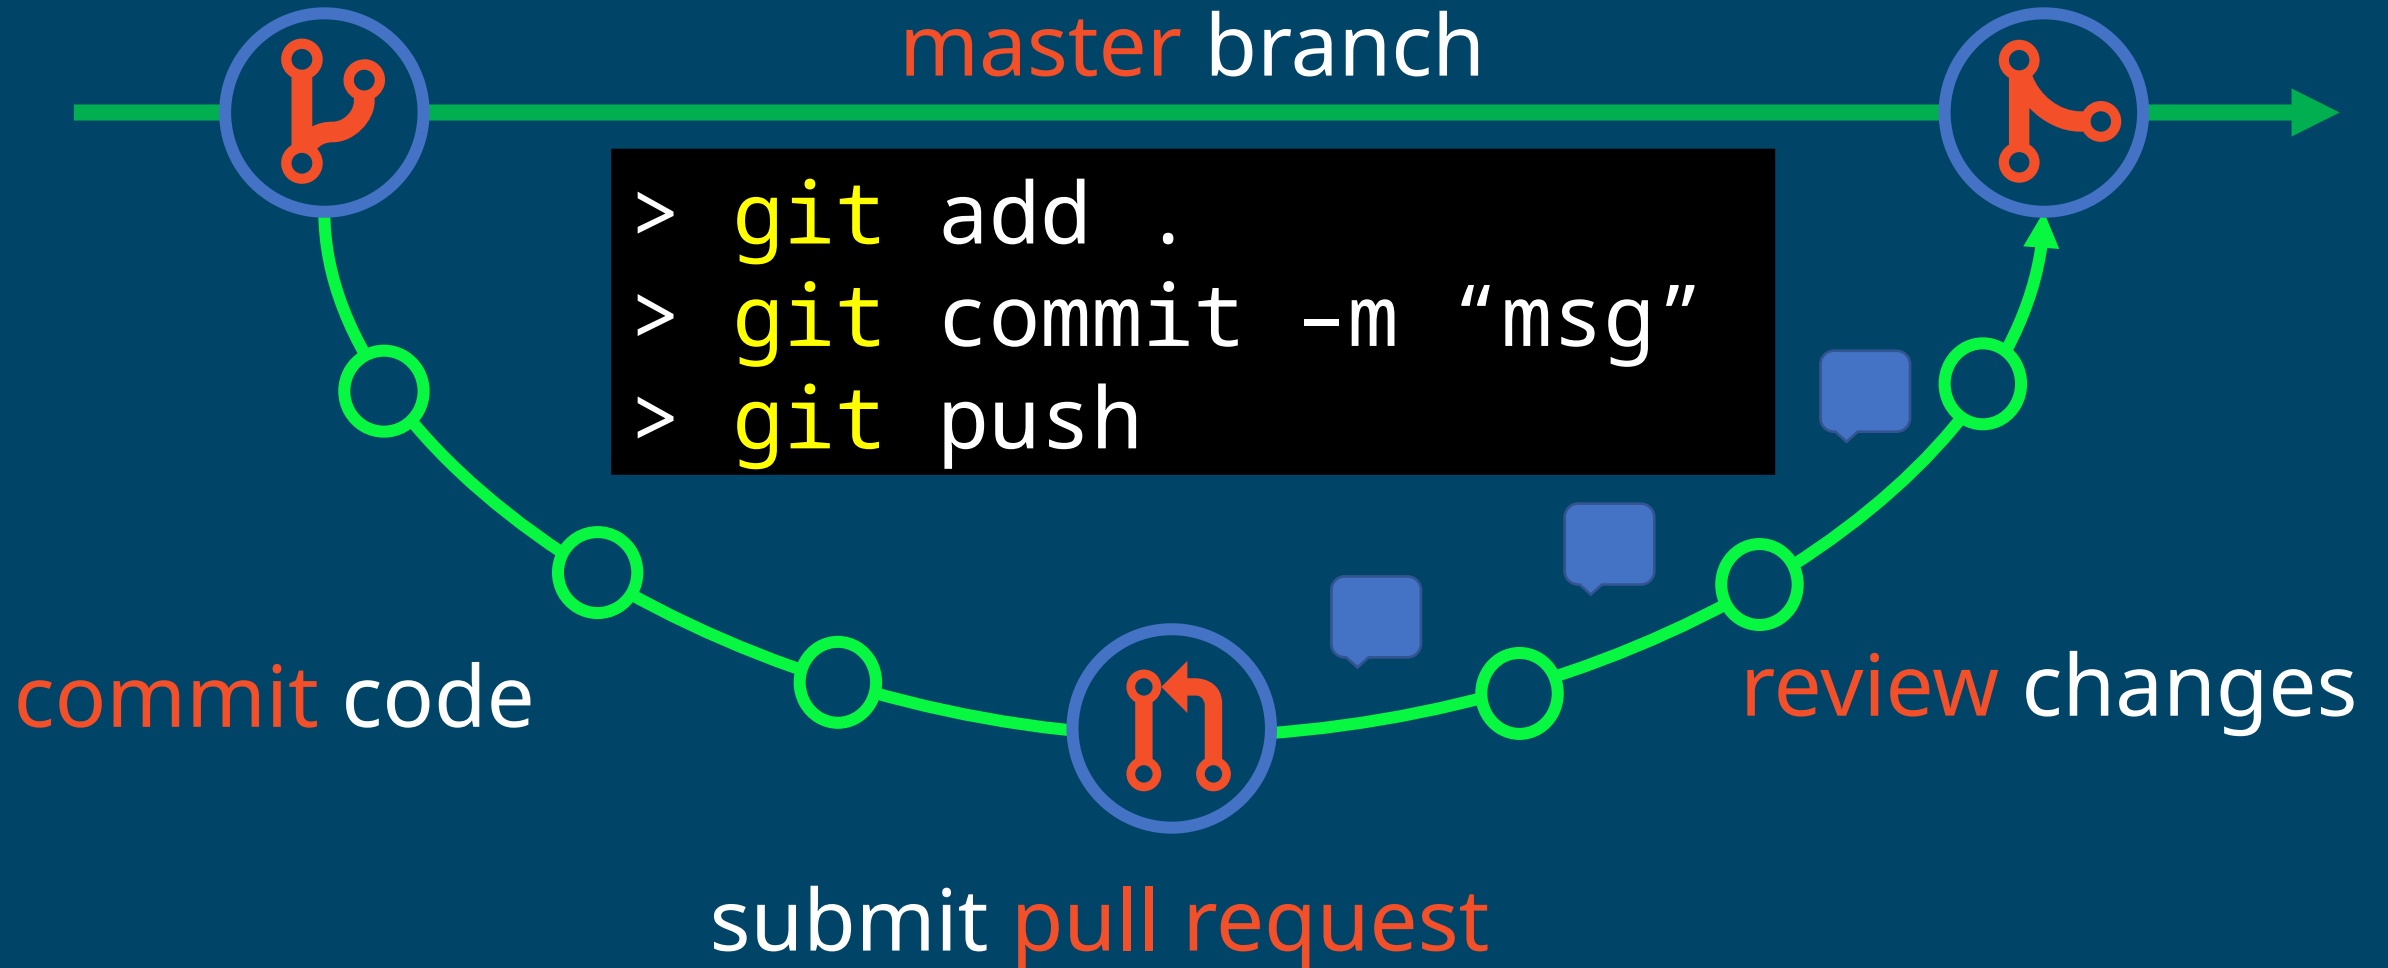 master branch
> git add .
> git commit –m “msg”
> git push
commit code
review changes
submit pull request